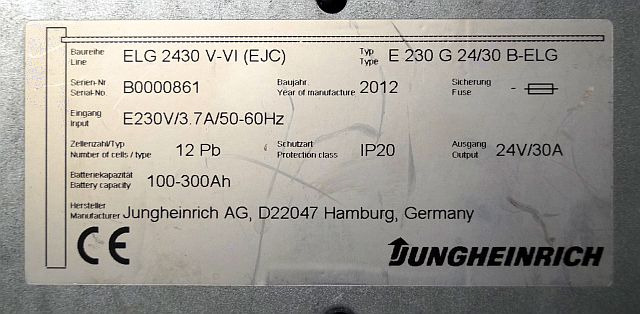 Baureihe Line ELG 2430 V-VI (EJC) Typ Type E 230 G 24/30 B-ELG
Serien-Nr Serial-No. B0000861 Baujahr. Year of manufacture 2012 Sicherung Fuse -
Eingang Input E230V/3.7A/50-60Hz
Zellenzahl/Typ Number of cells / type 12 Pb Schutzart Protection class IP20 Ausgang Output 24V/30A
Batteriekapazität Battery capacity 100-300Ah
Hersteller Manufacturer Jungheinrich AG, D22047 Hamburg, Germany
CE JUNGHEINRICH